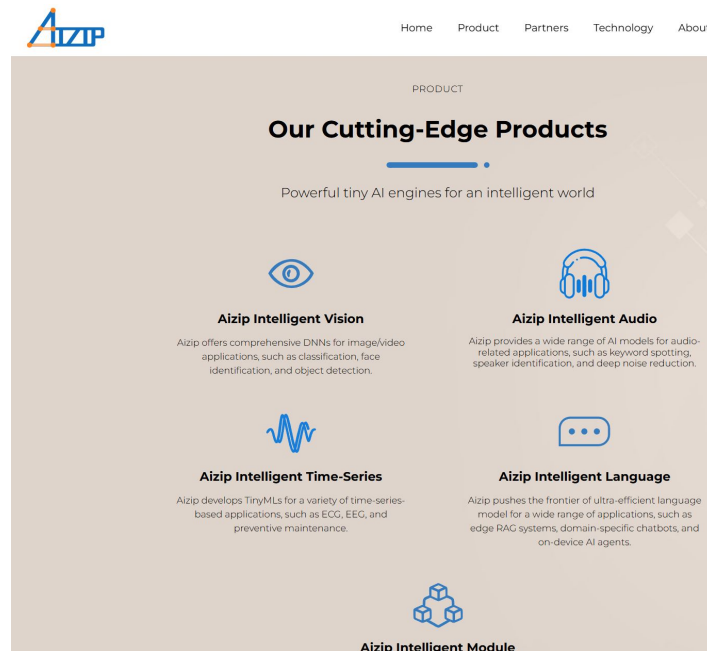 AIZIP
Home Product Partners Technology About
PRODUCT
Our Cutting-Edge Products
Powerful tiny AI engines for an intelligent world
Aizip Intelligent Vision
Aizip offers comprehensive DNNs for image/video
applications, such as classification, face
identification, and object detection.
Aizip Intelligent Audio
Aizip provides a wide range of AI models for audio-
related applications, such as keyword spotting,
speaker identification, and deep noise reduction.
Aizip Intelligent Time-Series
Aizip develops TinyMLs for a variety of time-series-
based applications, such as ECG, EEG, and
preventive maintenance.
Aizip Intelligent Language
Aizip pushes the frontier of ultra-efficient language
model for a wide range of applications, such as
edge RAG systems, domain-specific chatbots, and
on-device AI agents.
Aizip Intelligent Module